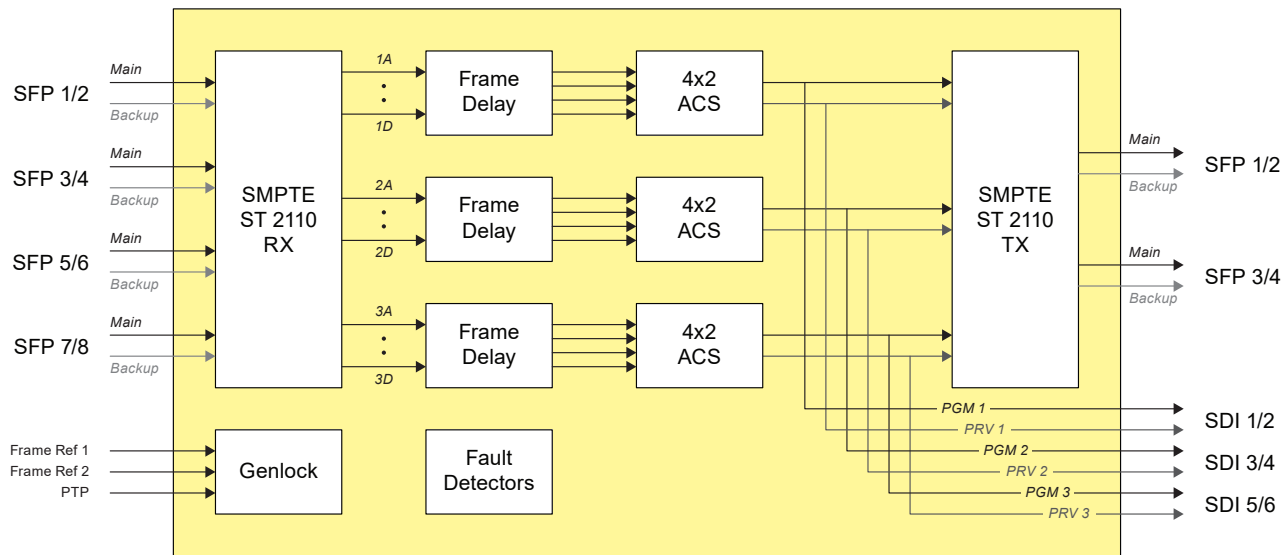 Main
SFP 1/2
Backup
Main
SFP 3/4
Backup
Main
SFP 5/6
Backup
Main
SFP 7/8
Backup
Frame Ref 1
Frame Ref 2
PTP
SMPTE
ST 2110
RX
Genlock
1A
1D
2A
2D
3A
3D
Frame
Delay
Frame
Delay
Frame
Delay
Fault
Detectors
4x2
ACS
4x2
ACS
4x2
ACS
SMPTE
ST 2110
TX
PGM 1
PRV 1
PGM 2
PRV 2
PGM 3
PRV 3
Main
SFP 1/2
Backup
Main
SFP 3/4
Backup
SDI 1/2
SDI 3/4
SDI 5/6